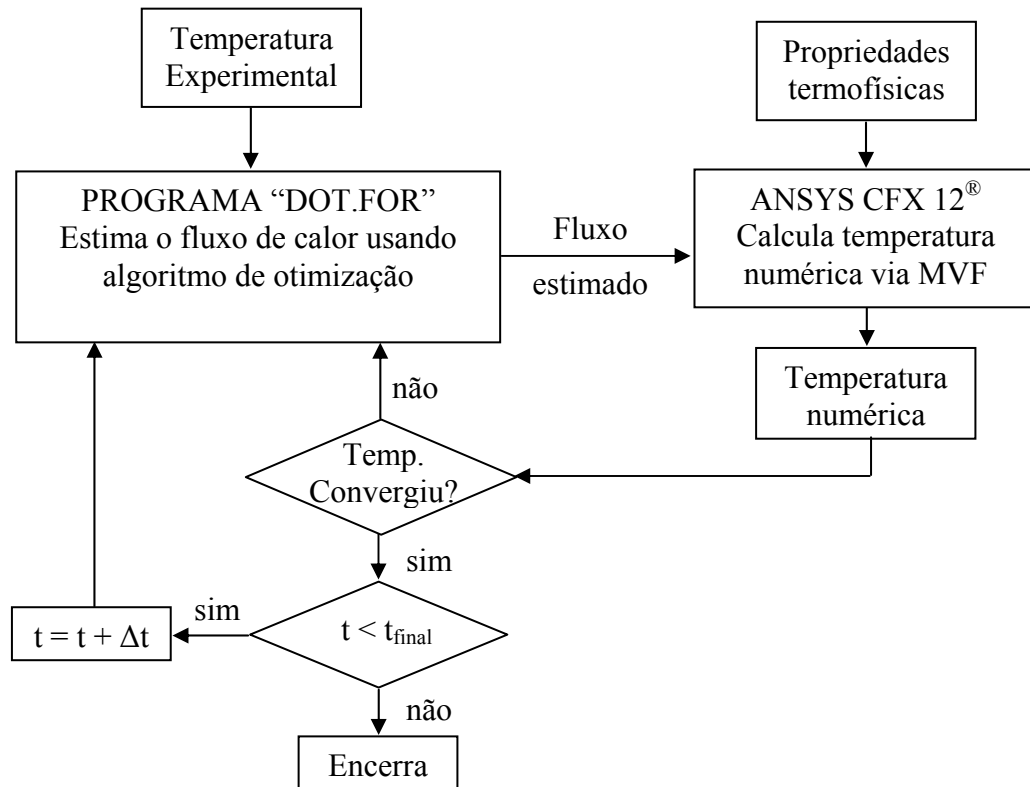 Temperatura
Experimental
Propriedades
termofísicas
PROGRAMA “DOT.FOR”
Estima o fluxo de calor usando
algoritmo de otimização
Fluxo
estimado
ANSYS CFX 12®
Calcula temperatura
numérica via MVF
Temperatura
numérica
não
Temp.
Convergiu?
sim
sim
t = t + Δt
t < tfinal
não
Encerra